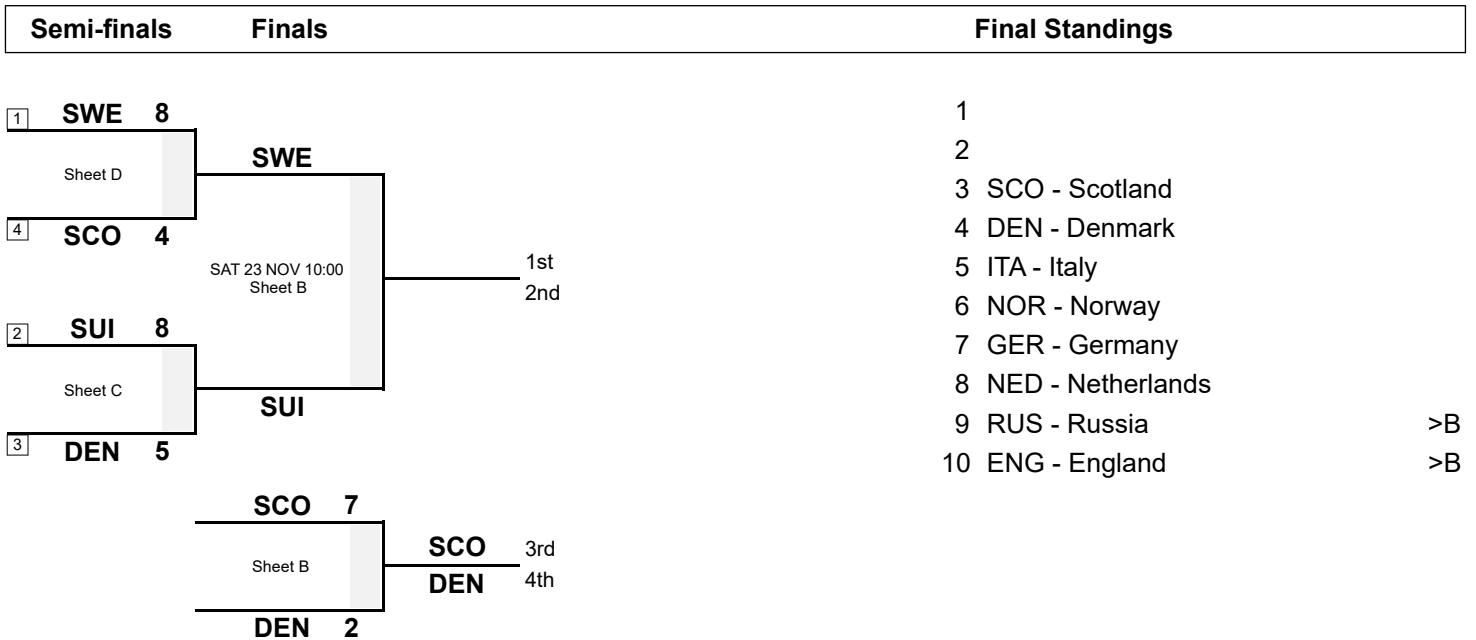 Semi-finals Finals Final Standings
1 SWE 8
Sheet D
4 SCO 4
SWE
SAT 23 NOV 10:00
Sheet B
SUI
1st
2nd
2 SUI 8
Sheet C
3 DEN 5
SCO 7
Sheet B
DEN 2
SCO 3rd
DEN 4th
1
2
3 SCO - Scotland
4 DEN - Denmark
5 ITA - Italy
6 NOR - Norway
7 GER - Germany
8 NED - Netherlands
9 RUS - Russia >B
10 ENG - England >B